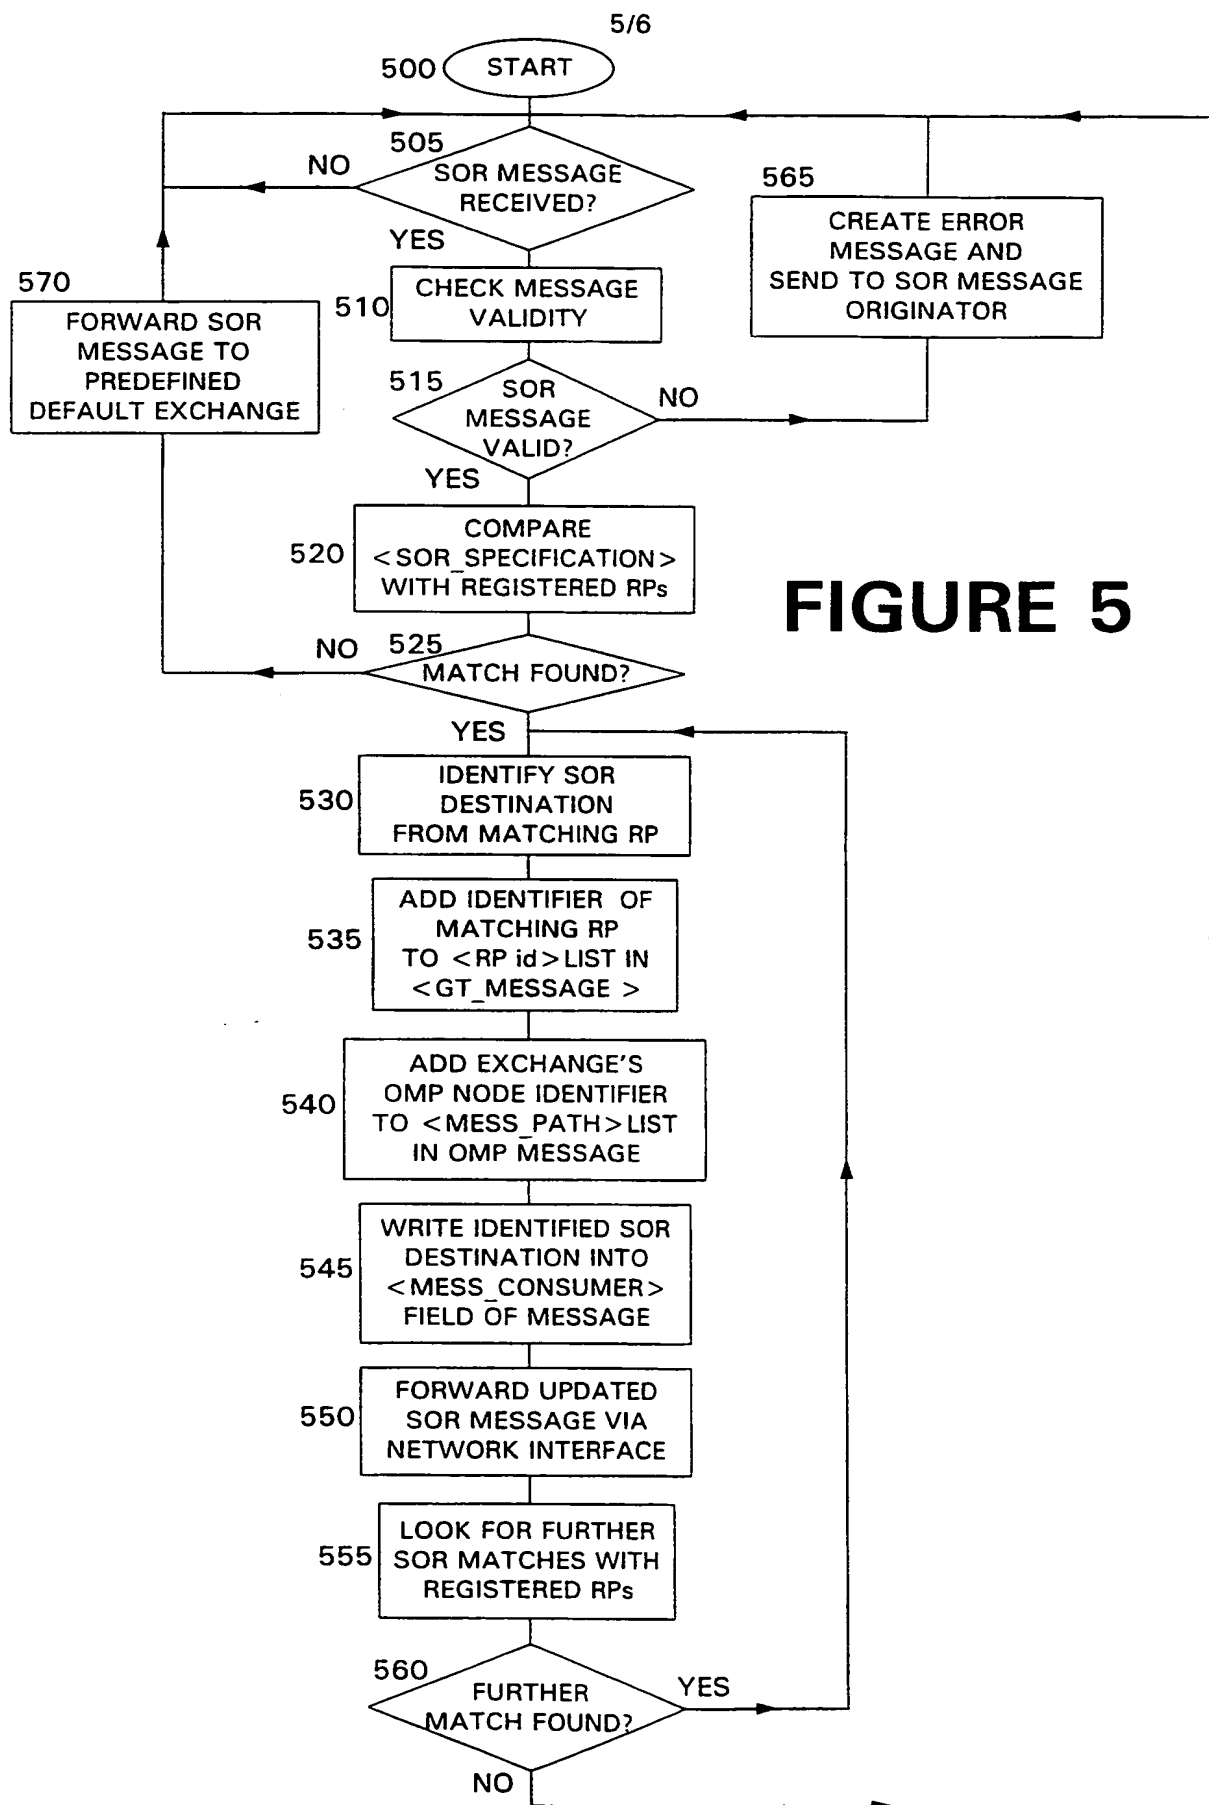 5/6
500
START
505
NO
SOR MESSAGE
RECEIVED?
YES
565
CREATE ERROR
MESSAGE AND
SEND TO SOR MESSAGE
ORIGINATOR
570
FORWARD SOR
MESSAGE TO
PREDEFINED
DEFAULT EXCHANGE
510
CHECK MESSAGE
VALIDITY
515
SOR
MESSAGE
VALID?
NO
YES
520
COMPARE
<SOR_SPECIFICATION>
WITH REGISTERED RPs
FIGURE 5
NO
525
MATCH FOUND?
YES
530
IDENTIFY SOR
DESTINATION
FROM MATCHING RP
535
ADD IDENTIFIER OF
MATCHING RP
TO <RP id> LIST IN
<GT_MESSAGE >
540
ADD EXCHANGE'S
OMP NODE IDENTIFIER
TO <MESS_PATH> LIST
IN OMP MESSAGE
545
WRITE IDENTIFIED SOR
DESTINATION INTO
<MESS_CONSUMER>
FIELD OF MESSAGE
550
FORWARD UPDATED
SOR MESSAGE VIA
NETWORK INTERFACE
555
LOOK FOR FURTHER
SOR MATCHES WITH
REGISTERED RPs
560
FURTHER
MATCH FOUND?
YES
NO